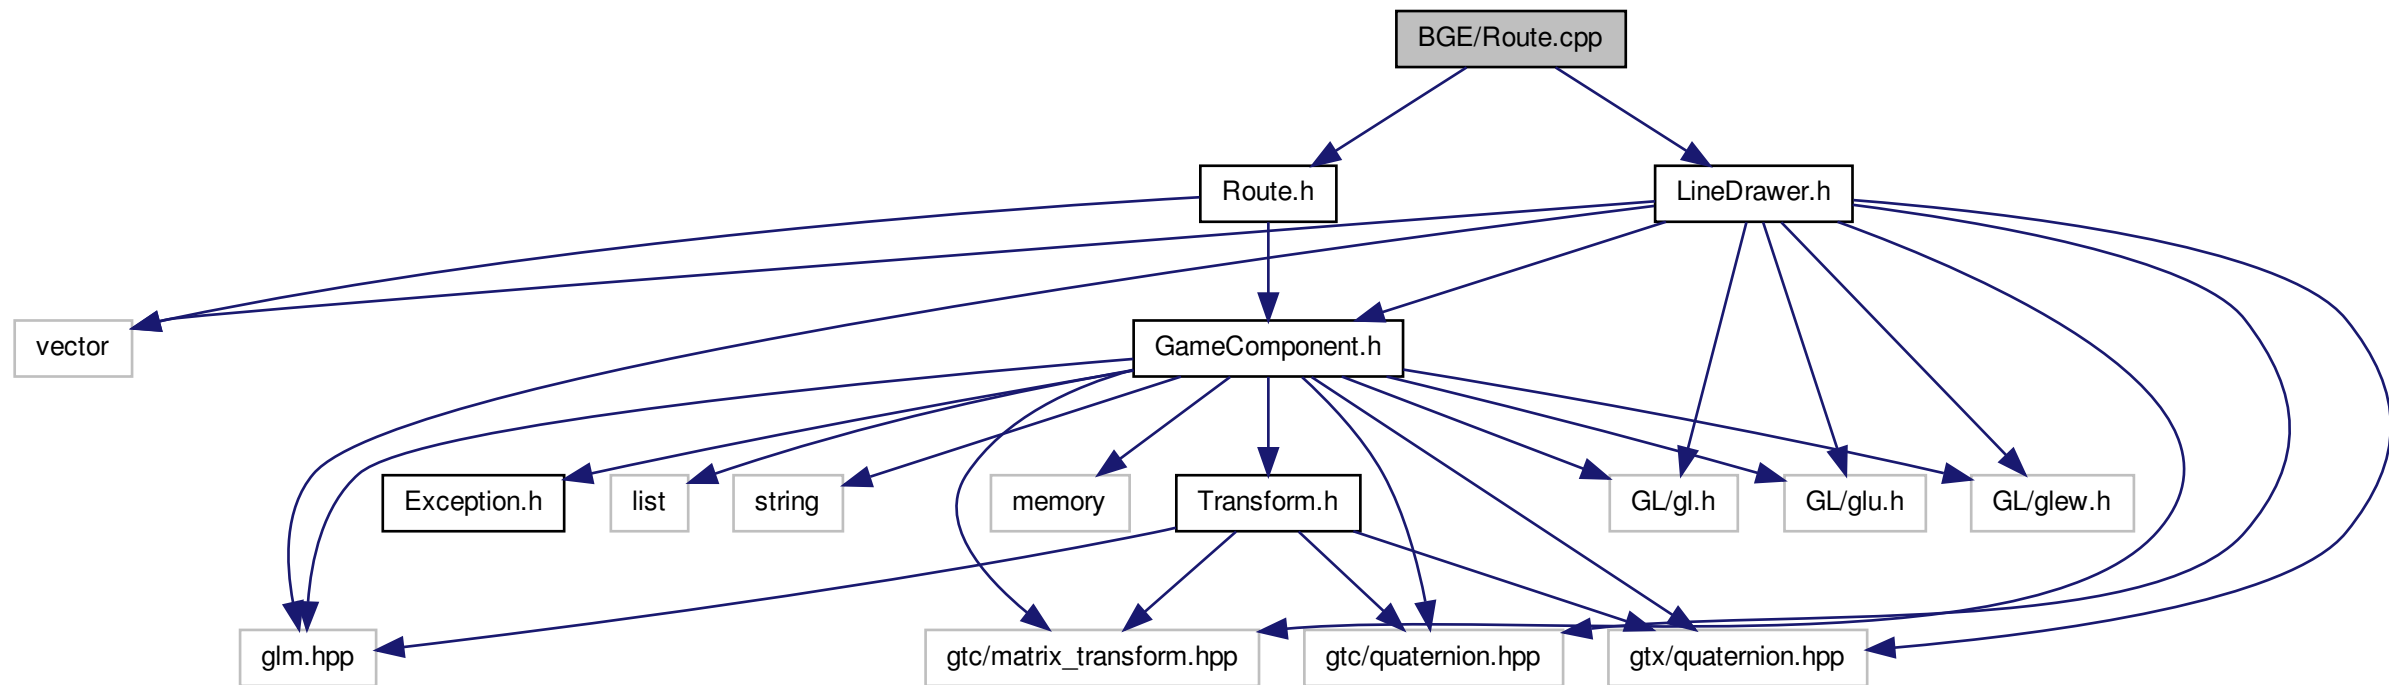 BGE/Route.cpp
Route.h
LineDrawer.h
vector
GameComponent.h
Exception.h
list
string
memory
Transform.h
GL/gl.h
GL/glu.h
GL/glew.h
glm.hpp
gtc/matrix_transform.hpp
gtc/quaternion.hpp
gtx/quaternion.hpp